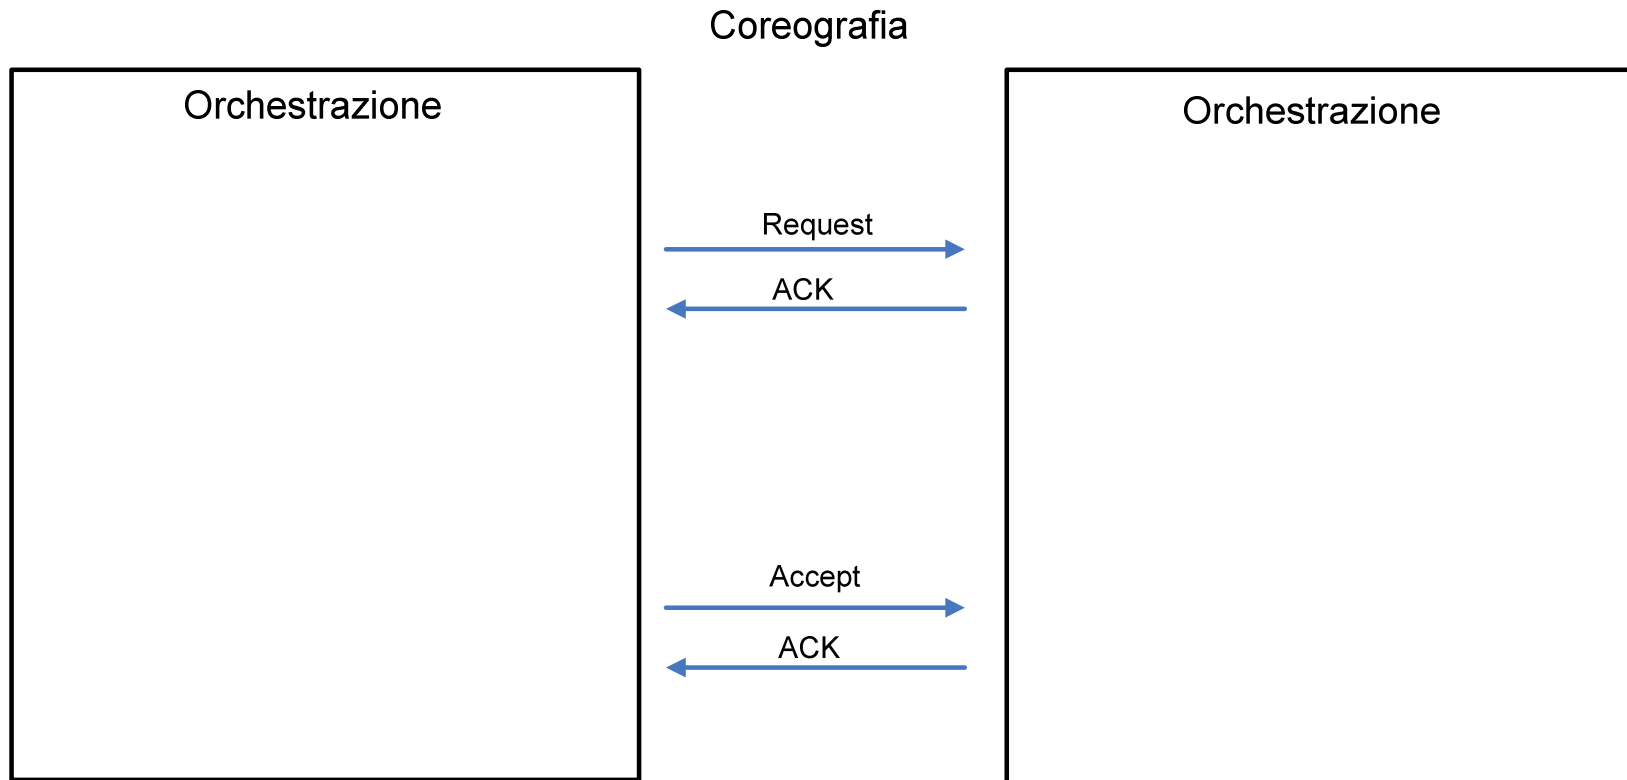 Coreografia
Orchestrazione
Orchestrazione
Request
ACK
Accept
ACK